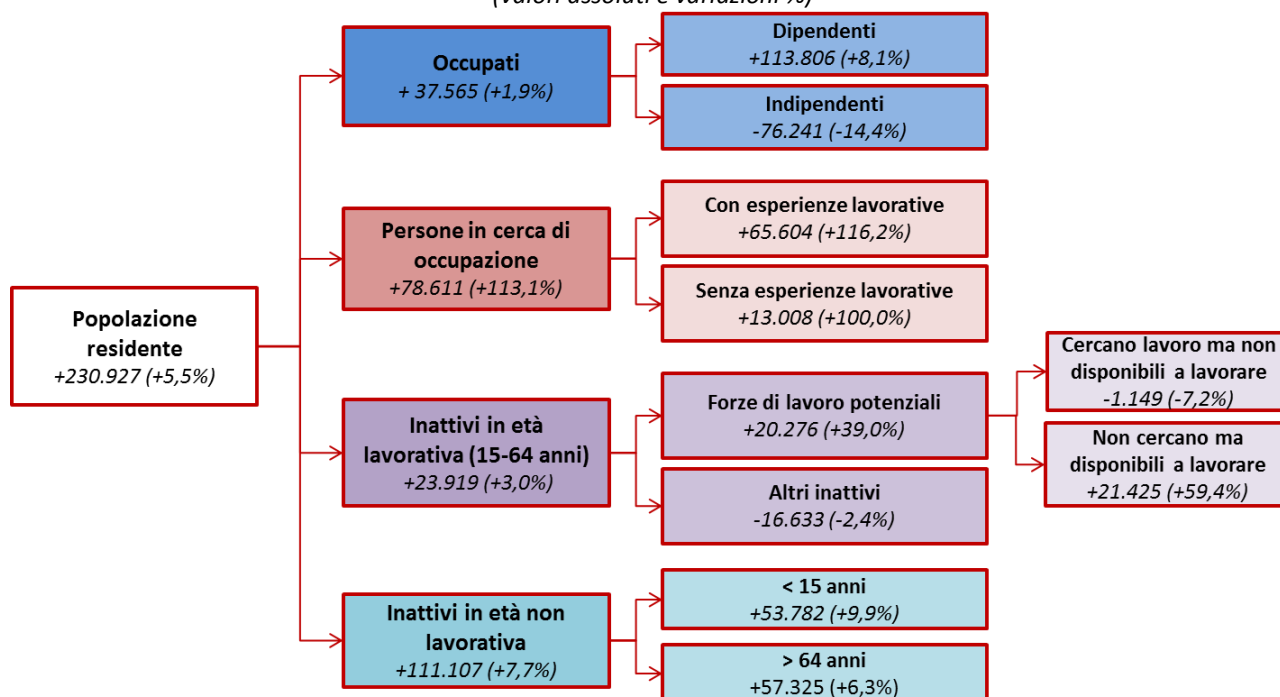 (valori assoluti e variazioni %)
Popolazione
residente
+230.927 (+5,5%)
Occupati
+ 37.565 (+1,9%)
Dipendenti
+113.806 (+8,1%)
Indipendenti
-76.241 (-14,4%)
Persone in cerca di
occupazione
+78.611 (+113,1%)
Con esperienze lavorative
+65.604 (+116,2%)
Senza esperienze lavorative
+13.008 (+100,0%)
Inattivi in età
lavorativa (15-64 anni)
+23.919 (+3,0%)
Forze di lavoro potenziali
+20.276 (+39,0%)
Cercano lavoro ma non
disponibili a lavorare
-1.149 (-7,2%)
Non cercano ma
disponibili a lavorare
+21.425 (+59,4%)
Altri inattivi
-16.633 (-2,4%)
Inattivi in età non
lavorativa
+111.107 (+7,7%)
< 15 anni
+53.782 (+9,9%)
> 64 anni
+57.325 (+6,3%)